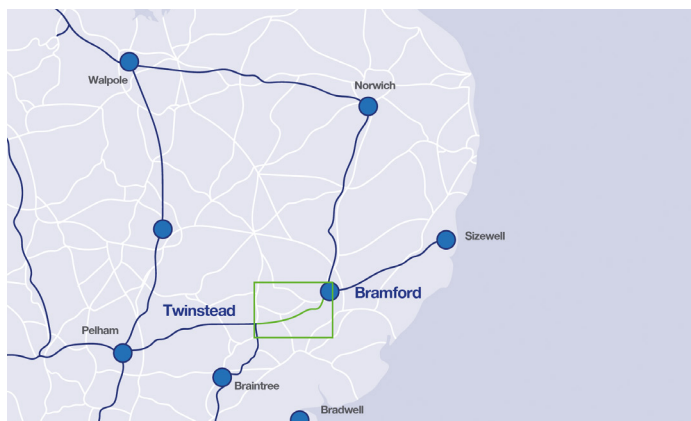 Walpole
Norwich
Sizewell
Bramford
Twinstead
Pelham
Braintree
Bradwell